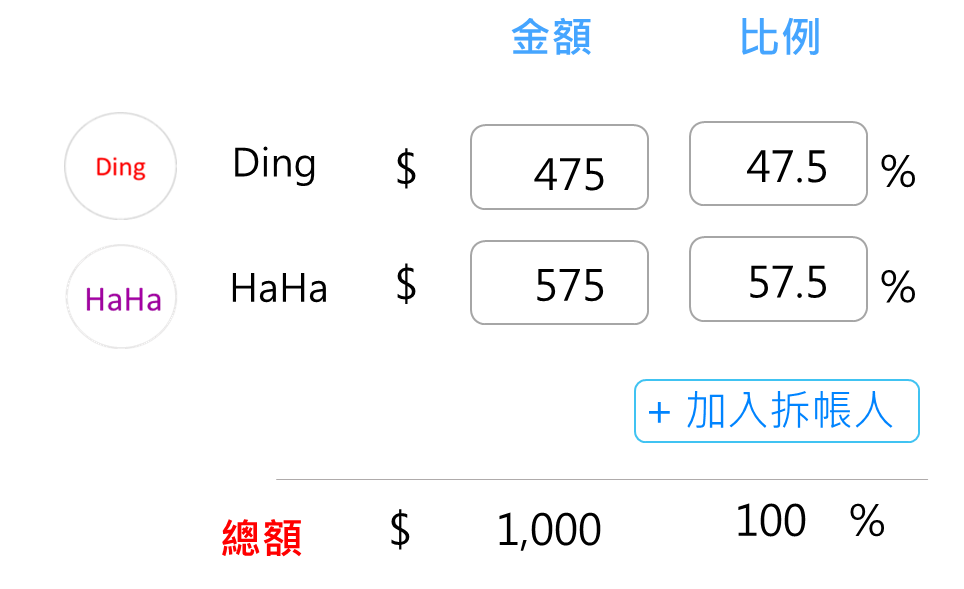 金額 比例
Ding Ding $ 475 47.5 %
HaHa HaHa $ 575 57.5 %
+ 加入拆帳人
總額 $ 1,000 100 %